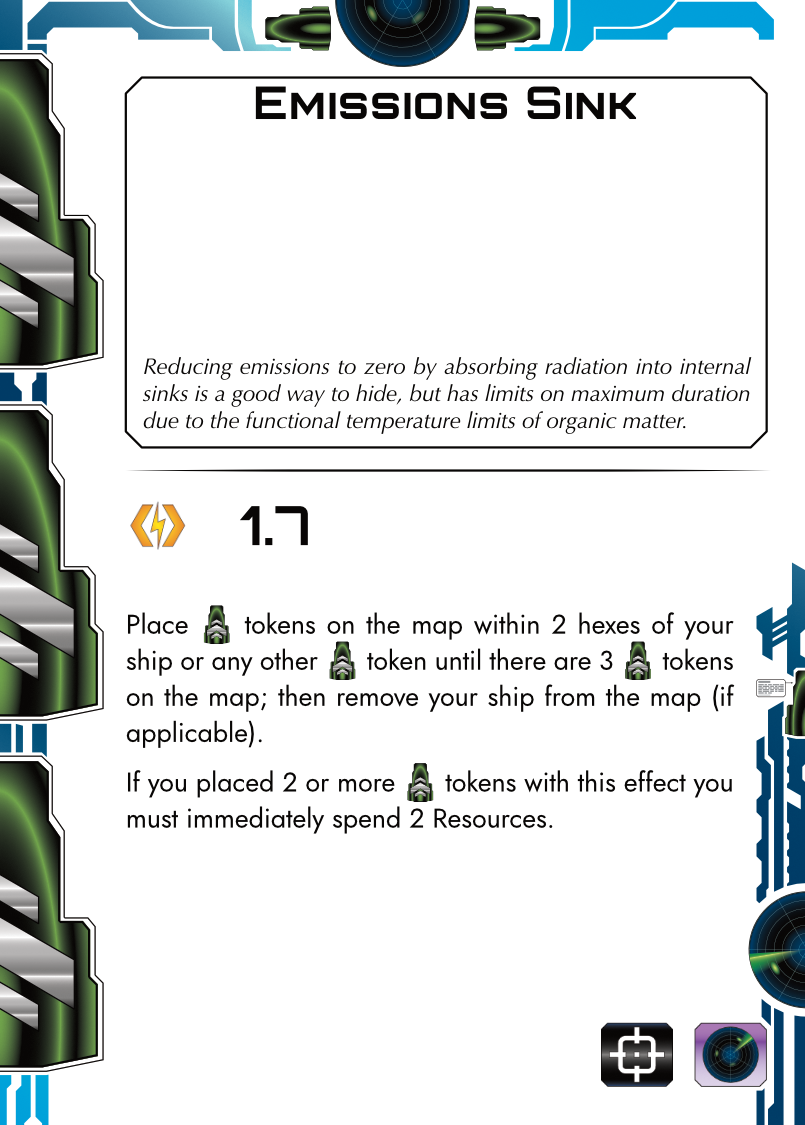 Emissions Sink
Reducing emissions to zero by absorbing radiation into internal
sinks is a good way to hide, but has limits on maximum duration
due to the functional temperature limits of organic matter.
1.7
Place tokens on the map within 2 hexes of your
ship or any other token until there are 3 tokens
on the map; then remove your ship from the map (if
applicable).
If you placed 2 or more tokens with this effect you
must immediately spend 2 Resources.